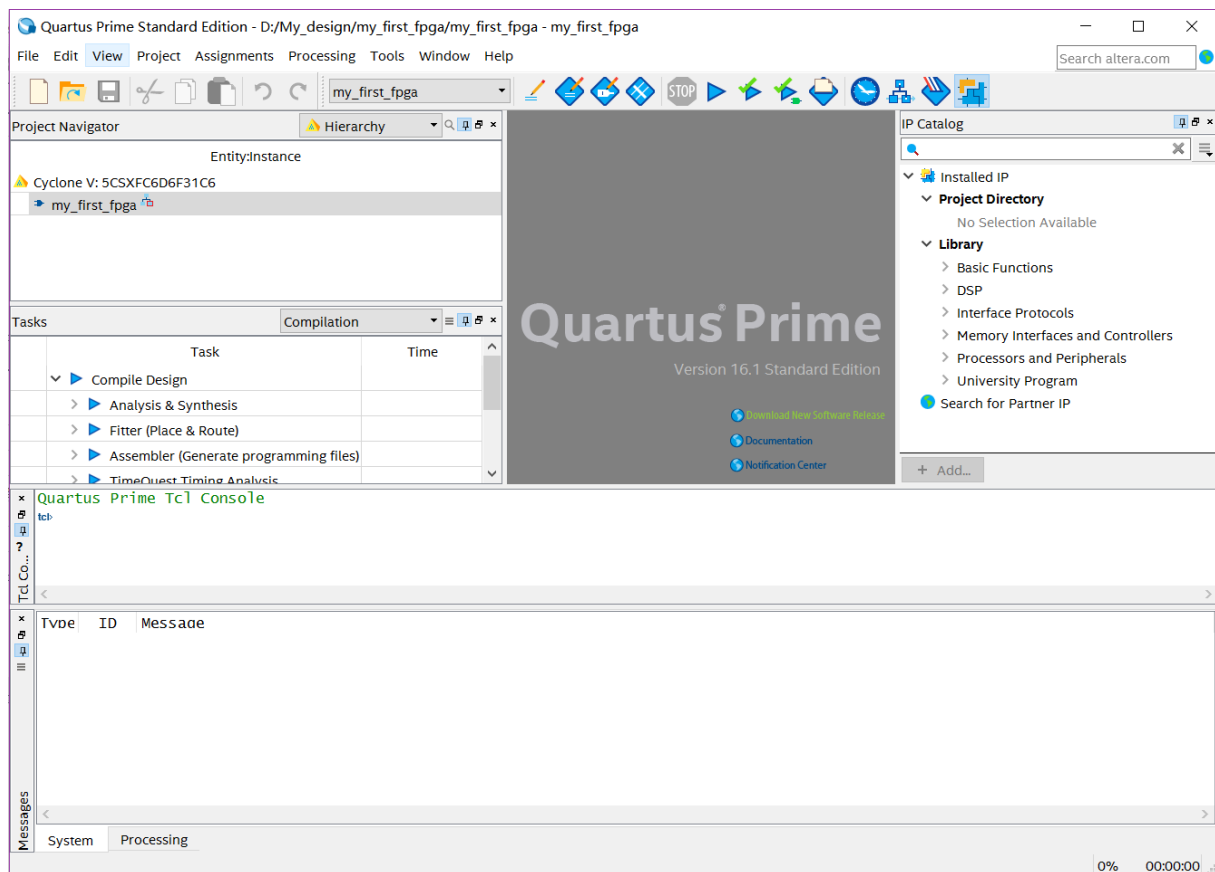 Quartus Prime Standard Edition - D:/My_design/my_first_fpga/my_first_fpga - my_first_fpga
File Edit View Project Assignments Processing Tools Window Help
Search altera.com
my_first_fpga
STOP
Project Navigator
Hierarchy
Entity:Instance
Cyclone V: 5CSXFC6D6F31C6
my_first_fpga
Tasks
Compilation
Task Time
Compile Design
Analysis & Synthesis
Fitter (Place & Route)
Assembler (Generate programming files)
TimeQuest Timing Analysis
Quartus® Prime
Version 16.1 Standard Edition
Download New Software Release
Documentation
Notification Center
IP Catalog
Installed IP
Project Directory
No Selection Available
Library
Basic Functions
DSP
Interface Protocols
Memory Interfaces and Controllers
Processors and Peripherals
University Program
Search for Partner IP
+ Add...
Quartus Prime Tcl Console
tcl>
Tcl Co...
Type ID Message
Messages
System Processing
0% 00:00:00